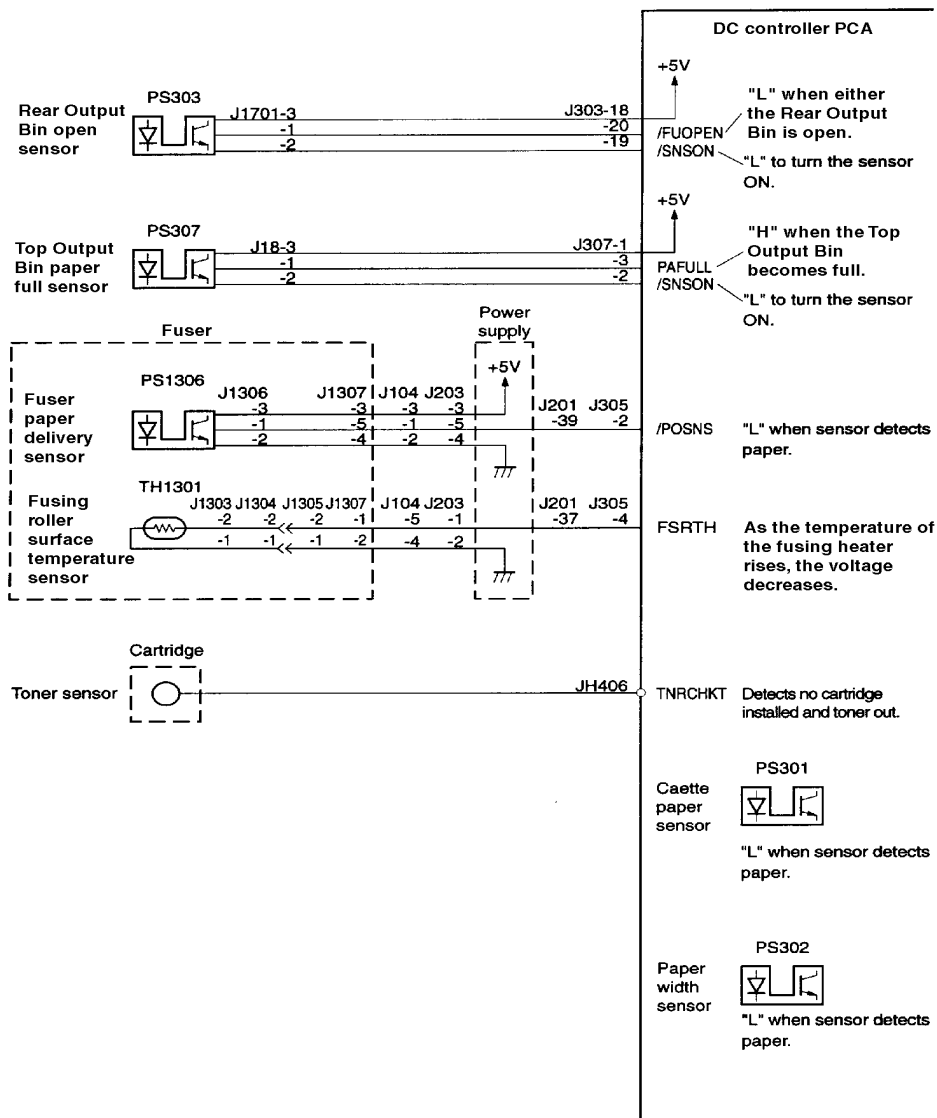 DC controller PCA
+5V
Rear Output
Bin open
sensor
PS303
J1701-3
-1
-2
J303-18
-20
-19
/FUOPEN
/SNSON
"L" when either
the Rear Output
Bin is open.
"L" to turn the sensor
ON.
+5V
Top Output
Bin paper
full sensor
PS307
J18-3
-1
-2
J307-1
-3
-2
PAFULL
/SNSON
"H" when the Top
Output Bin
becomes full.
"L" to turn the sensor
ON.
Fuser
Power
supply
+5V
Fuser
paper
delivery
sensor
PS1306
J1306 J1307 J104 J203
-3 -3 -3 -3
-1 -5 -1 -5
-2 -4 -2 -4
J201 J305
-39 -2
/POSNS
"L" when sensor detects
paper.
Fusing
roller
surface
temperature
sensor
TH1301
J1303 J1304 J1305 J1307 J104 J203
-2 -2 -2 -1 -5 -1
-1 -1 -1 -2 -4 -2
J201 J305
-37 -4
FSRTH
As the temperature of
the fusing heater
rises, the voltage
decreases.
Cartridge
Toner sensor
JH406
TNRCHKT
Detects no cartridge
installed and toner out.
Caette
paper
sensor
PS301
"L" when sensor detects
paper.
Paper
width
sensor
PS302
"L" when sensor detects
paper.